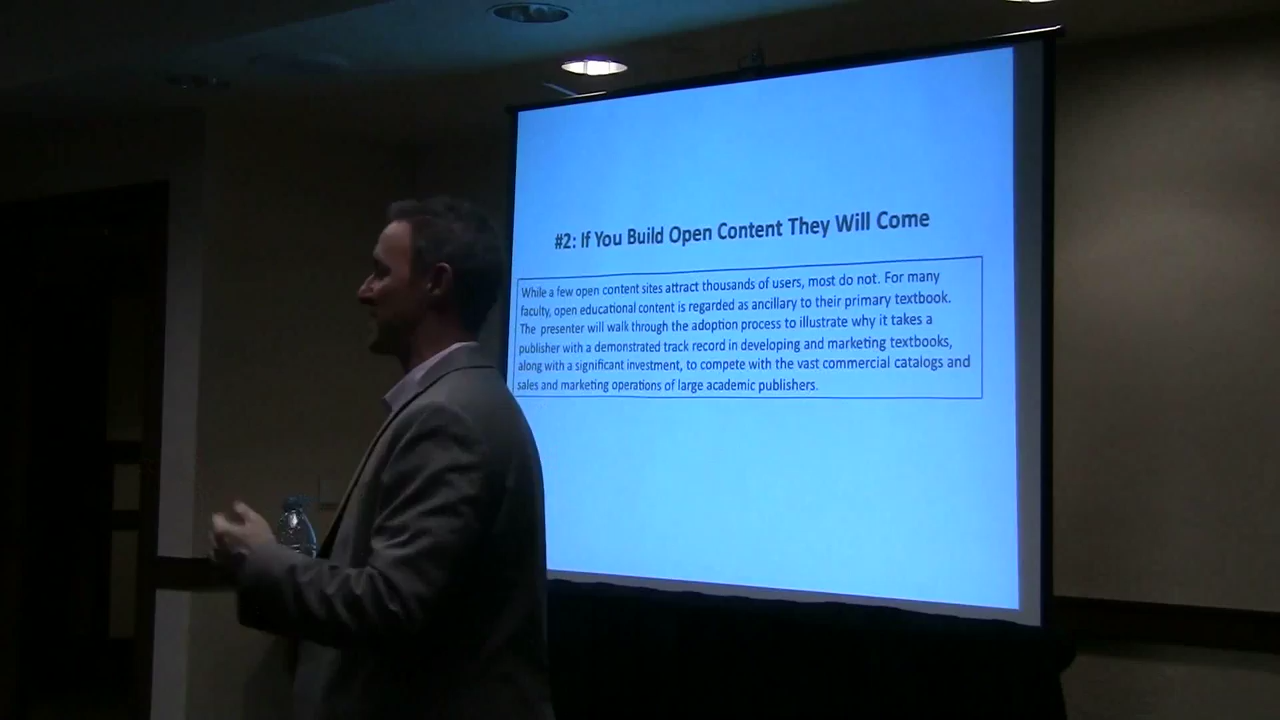 #2: If You Build Open Content They Will Come
While a few open content sites attract thousands of users, most do not. For many
faculty, open educational content is regarded as ancillary to their primary textbook.
The presenter will walk through the adoption process to illustrate why it takes a
publisher with a demonstrated track record in developing and marketing textbooks,
along with a significant investment, to compete with the vast commercial catalogs and
sales and marketing operations of large academic publishers.